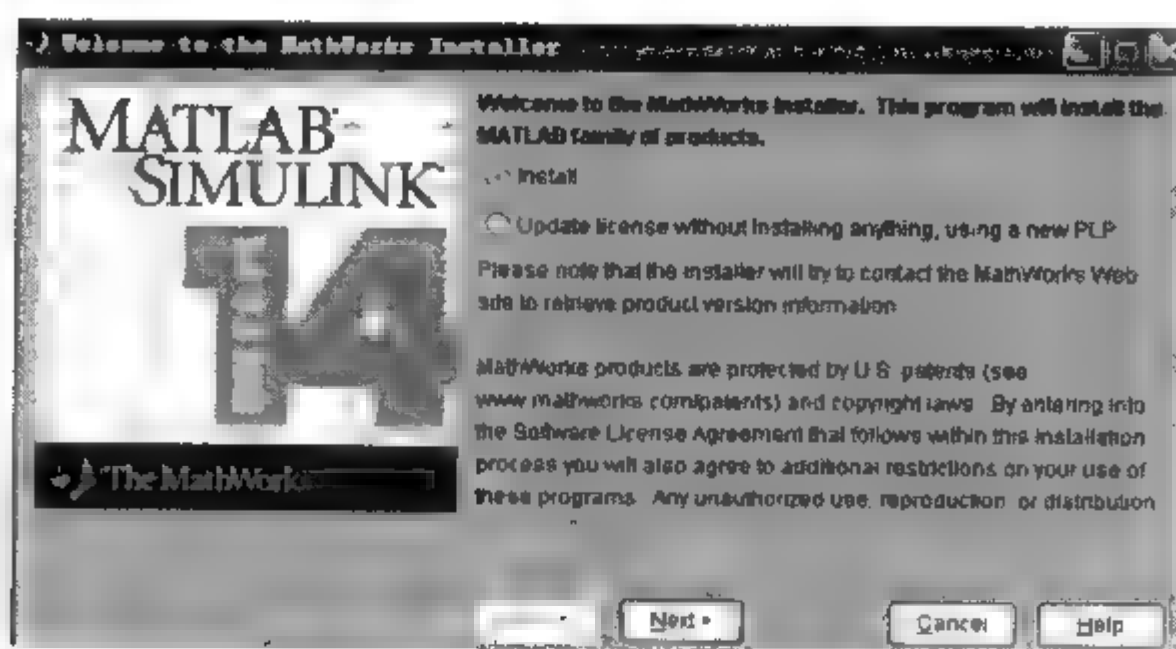 Welcome to the MathWorks Installer
MATLAB
SIMULINK
14
The MathWorks
Welcome to the MathWorks Installer. This program will install the
MATLAB family of products.
Install
Update license without installing anything, using a new PLP
Please note that the installer will try to contact the MathWorks Web
site to retrieve product version information
MathWorks products are protected by U.S. patents (see
www.mathworks.com/patents) and copyright laws. By entering into
the Software License Agreement that follows within this installation
process you will also agree to additional restrictions on your use of
these programs. Any unauthorized use, reproduction, or distribution
Next >
Cancel
Help